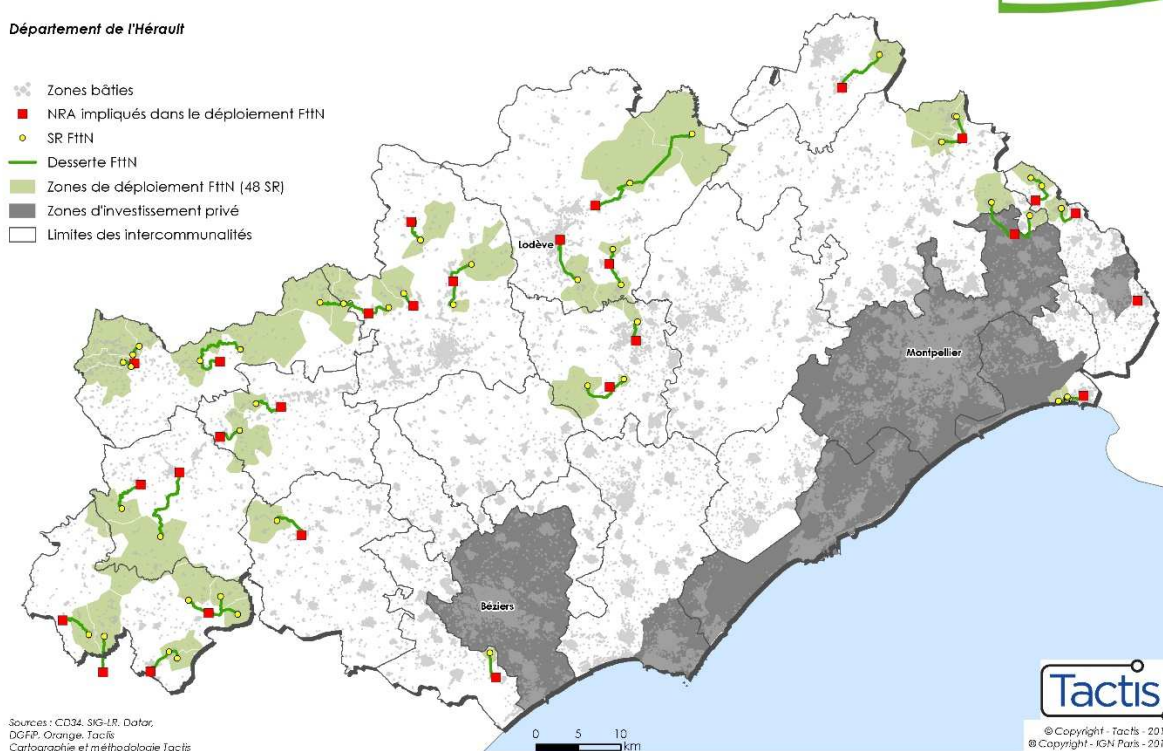 Département de l'Hérault
Zones bâties
NRA impliqués dans le déploiement FttN
SR FttN
Desserte FttN
Zones de déploiement FttN (48 SR)
Zones d'investissement privé
Limites des intercommunalités
Lodève
Montpellier
Béziers
Tactis
Sources : CD34, SIG-LR, Datar,
DGFiP, Orange, Tactis
Cartographie et méthodologie Tactis
0 5 10
km
© Copyright - Tactis - 201
© Copyright - IGN Paris - 201